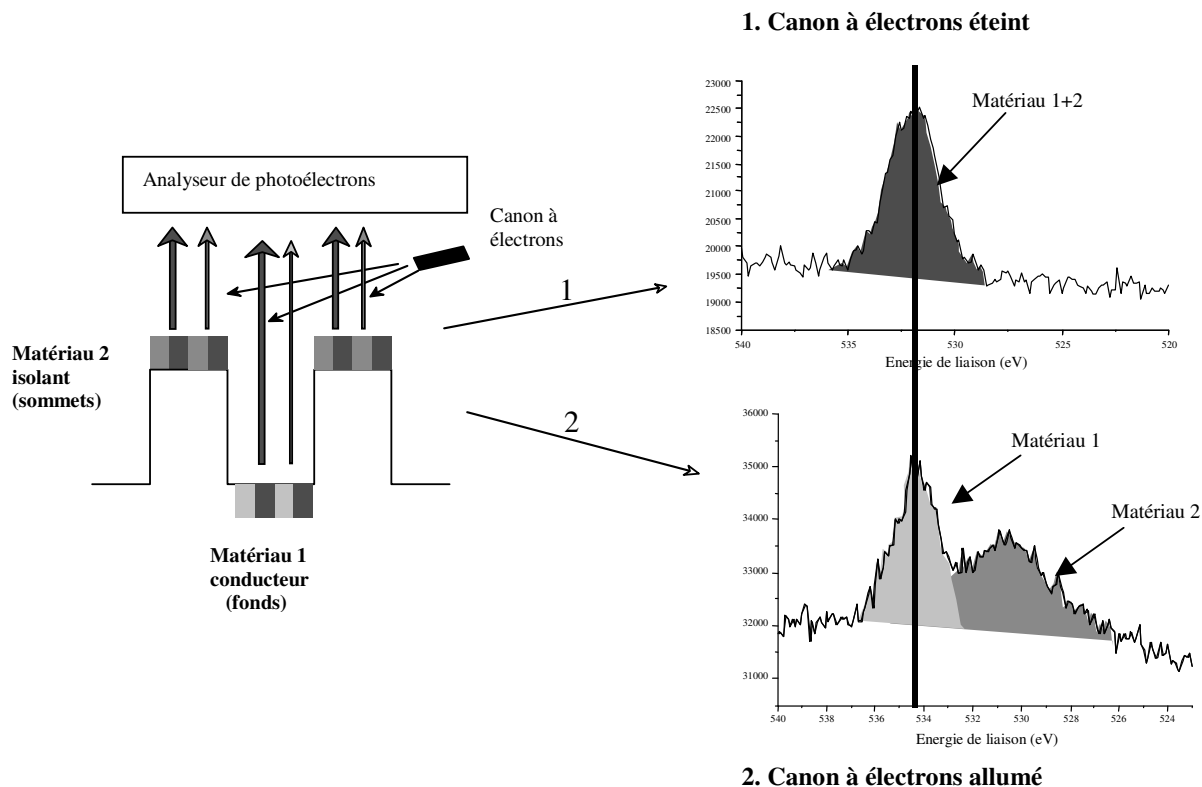 1. Canon à électrons éteint
Analyseur de photoélectrons
Canon à
électrons
1
2
Matériau 2
isolant
(sommets)
Matériau 1
conducteur
(fonds)
23000
22500
22000
21500
21000
20500
20000
19500
19000
18500
540
535
530
525
520
Energie de liaison (eV)
Matériau 1+2
36000
35000
34000
33000
32000
31000
540
538
536
534
532
530
528
526
524
Energie de liaison (eV)
Matériau 1
Matériau 2
2. Canon à électrons allumé